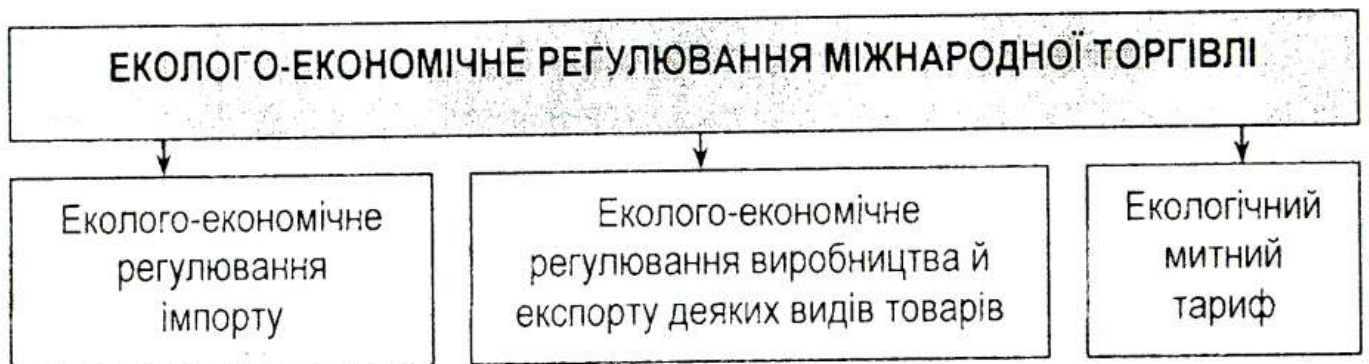 ЕКОЛОГО-ЕКОНОМІЧНЕ РЕГУЛЮВАННЯ МІЖНАРОДНОЇ ТОРГІВЛІ
Еколого-економічне
регулювання
імпорту
Еколого-економічне
регулювання виробництва й
експорту деяких видів товарів
Екологічний
митний
тариф